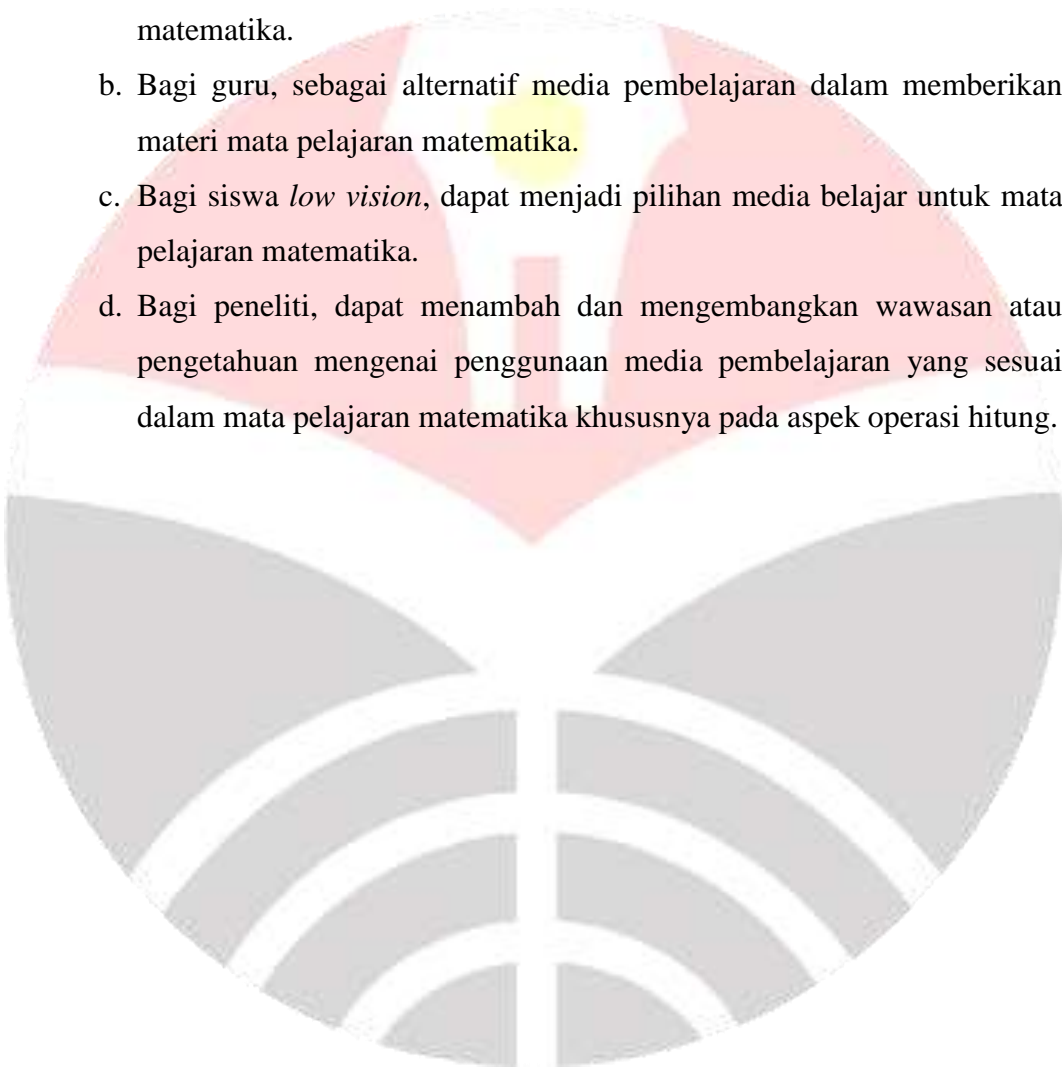 matematika.
b. Bagi guru, sebagai alternatif media pembelajaran dalam memberikan
materi mata pelajaran matematika.
c. Bagi siswa low vision, dapat menjadi pilihan media belajar untuk mata
pelajaran matematika.
d. Bagi peneliti, dapat menambah dan mengembangkan wawasan atau
pengetahuan mengenai penggunaan media pembelajaran yang sesuai
dalam mata pelajaran matematika khususnya pada aspek operasi hitung.